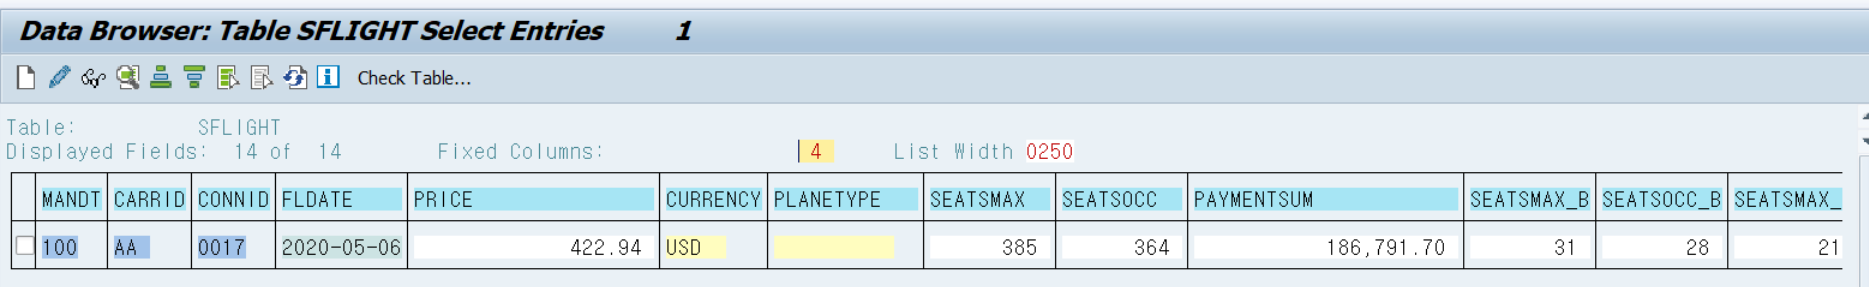 Data Browser: Table SFLIGHT Select Entries 1
Check Table...
Table: SFLIGHT
Displayed Fields: 14 of 14 Fixed Columns: 4 List Width 0250
MANDT CARRID CONNID FLDATE PRICE CURRENCY PLANETYPE SEATSMAX SEATSOCC PAYMENTSUM SEATSMAX_B SEATSOCC_B SEATSMAX_
100 AA 0017 2020-05-06 422.94 USD 385 364 186,791.70 31 28 21